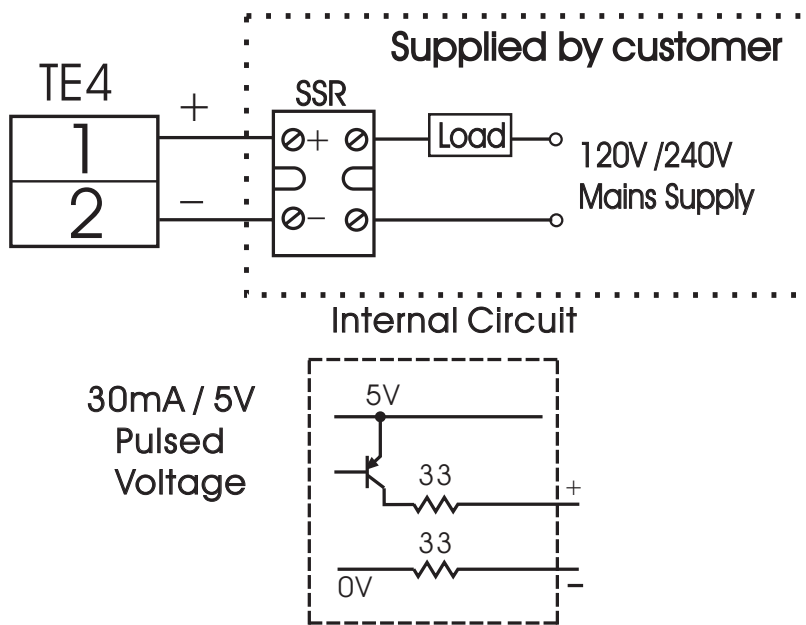 Supplied by customer
TE4
SSR
+
1
+
Load
120V /240V
Mains Supply
−
2
−
Internal Circuit
30mA / 5V
Pulsed
Voltage
5V
33
+
33
0V
−